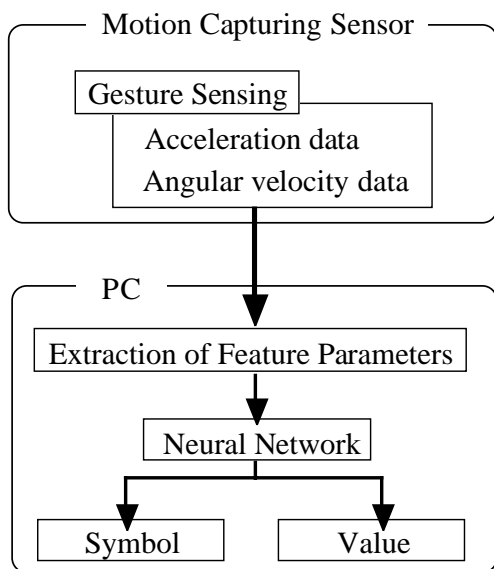 Motion Capturing Sensor
Gesture Sensing
Acceleration data
Angular velocity data
PC
Extraction of Feature Parameters
Neural Network
Symbol
Value